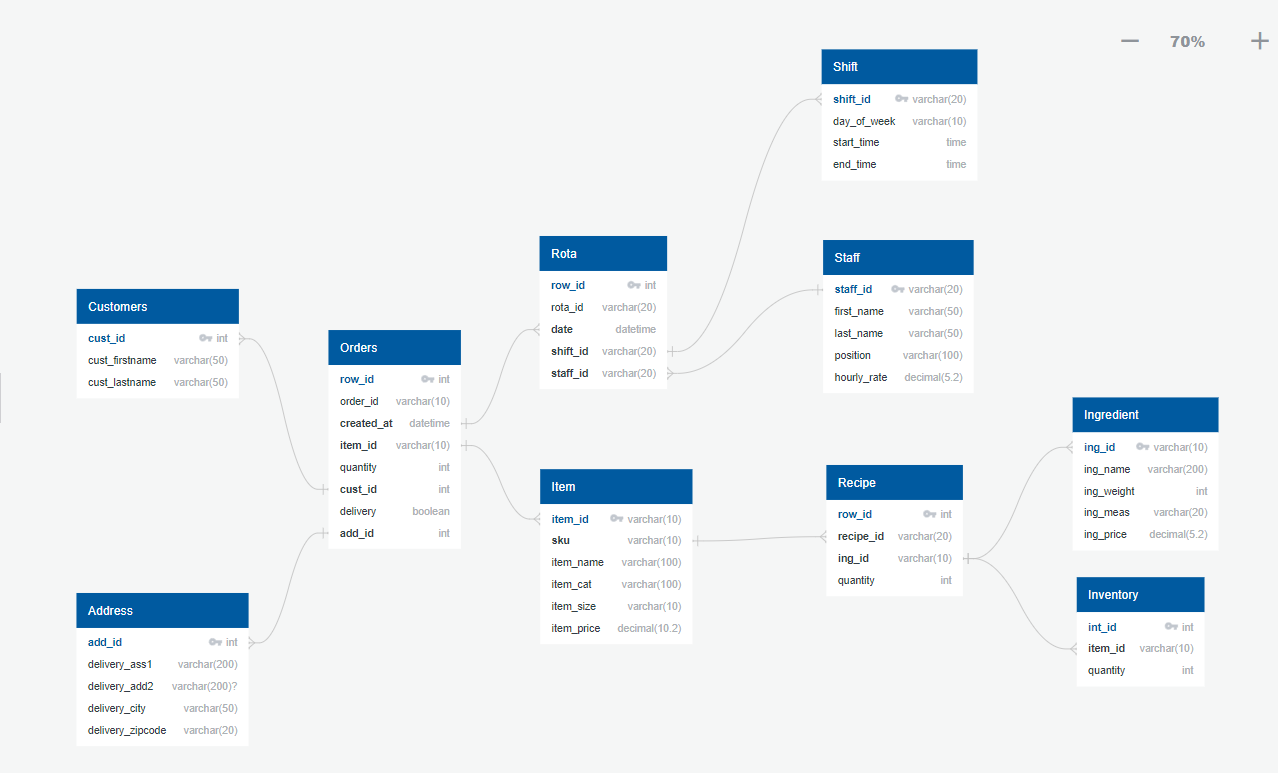 70%
Shift
shift_id varchar(20)
day_of_week varchar(10)
start_time time
end_time time
Rota
row_id int
rota_id varchar(20)
date datetime
shift_id varchar(20)
staff_id varchar(20)
Staff
staff_id varchar(20)
first_name varchar(50)
last_name varchar(50)
position varchar(100)
hourly_rate decimal(5.2)
Customers
cust_id int
cust_firstname varchar(50)
cust_lastname varchar(50)
Orders
row_id int
order_id varchar(10)
created_at datetime
item_id varchar(10)
quantity int
cust_id int
delivery boolean
add_id int
Ingredient
ing_id varchar(10)
ing_name varchar(200)
ing_weight int
ing_meas varchar(20)
ing_price decimal(5.2)
Item
item_id varchar(10)
sku varchar(10)
item_name varchar(100)
item_cat varchar(100)
item_size varchar(10)
item_price decimal(10.2)
Recipe
row_id int
recipe_id varchar(20)
ing_id varchar(10)
quantity int
Inventory
int_id int
item_id varchar(10)
quantity int
Address
add_id int
delivery_ass1 varchar(200)
delivery_add2 varchar(200)?
delivery_city varchar(50)
delivery_zipcode varchar(20)